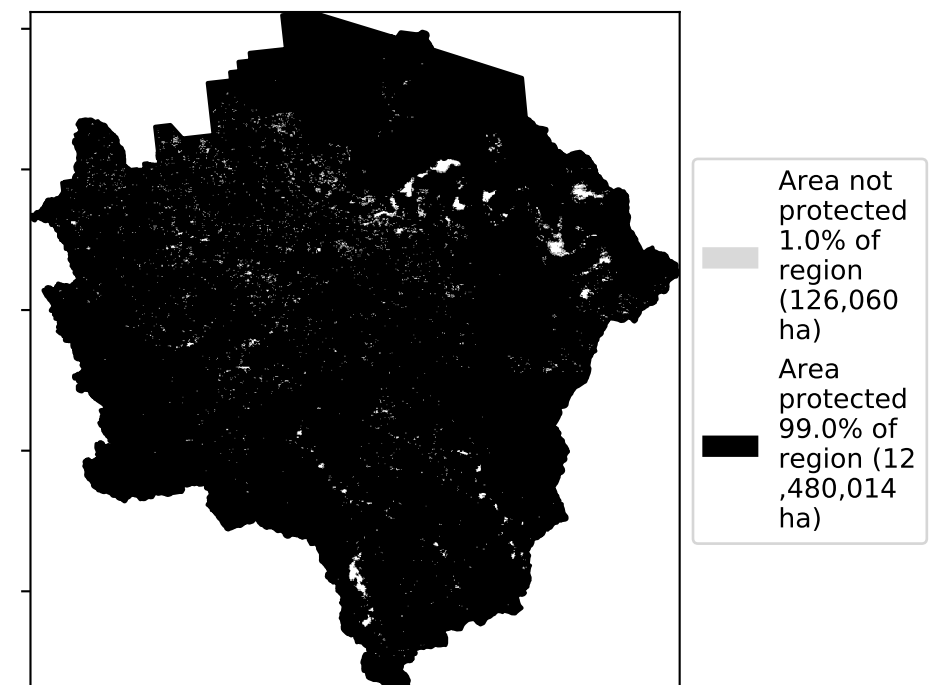 Area not
protected
1.0% of
region
(126,060
ha)
Area
protected
99.0% of
region (12
,480,014
ha)